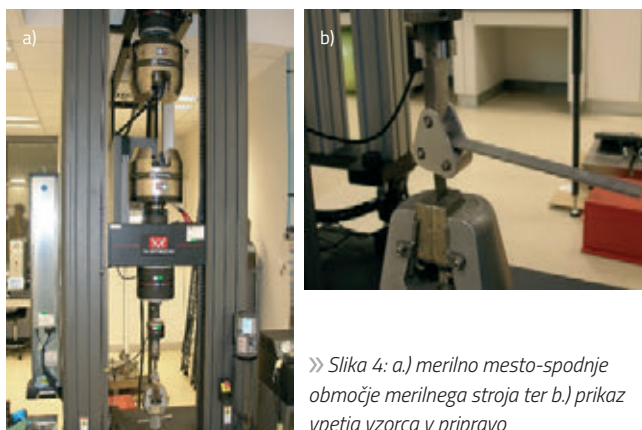 a)
b)
» Slika 4: a.) merilno mesto-spodnje
območje merilnega stroja ter b.) prikaz
vpetja vzorca v pripravo